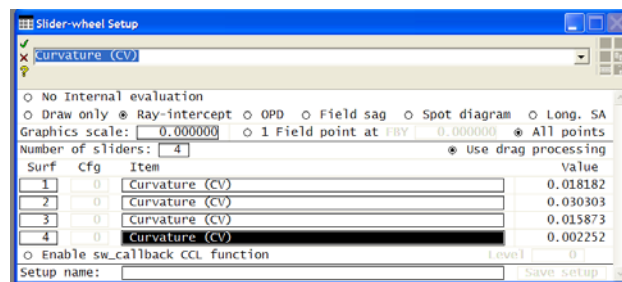 Slider-wheel Setup
Curvature (CV)
No Internal evaluation
Draw only Ray-intercept OPD Field sag Spot diagram Long. SA
Graphics scale: 0.000000 1 Field point at FBY 0.000000 All points
Number of sliders: 4 Use drag processing
Surf Cfg Item Value
1 0 Curvature (CV) 0.018182
2 0 Curvature (CV) 0.030303
3 0 Curvature (CV) 0.015873
4 0 Curvature (CV) 0.002252
Enable sw_callback CCL function Level 0
Setup name: Save setup